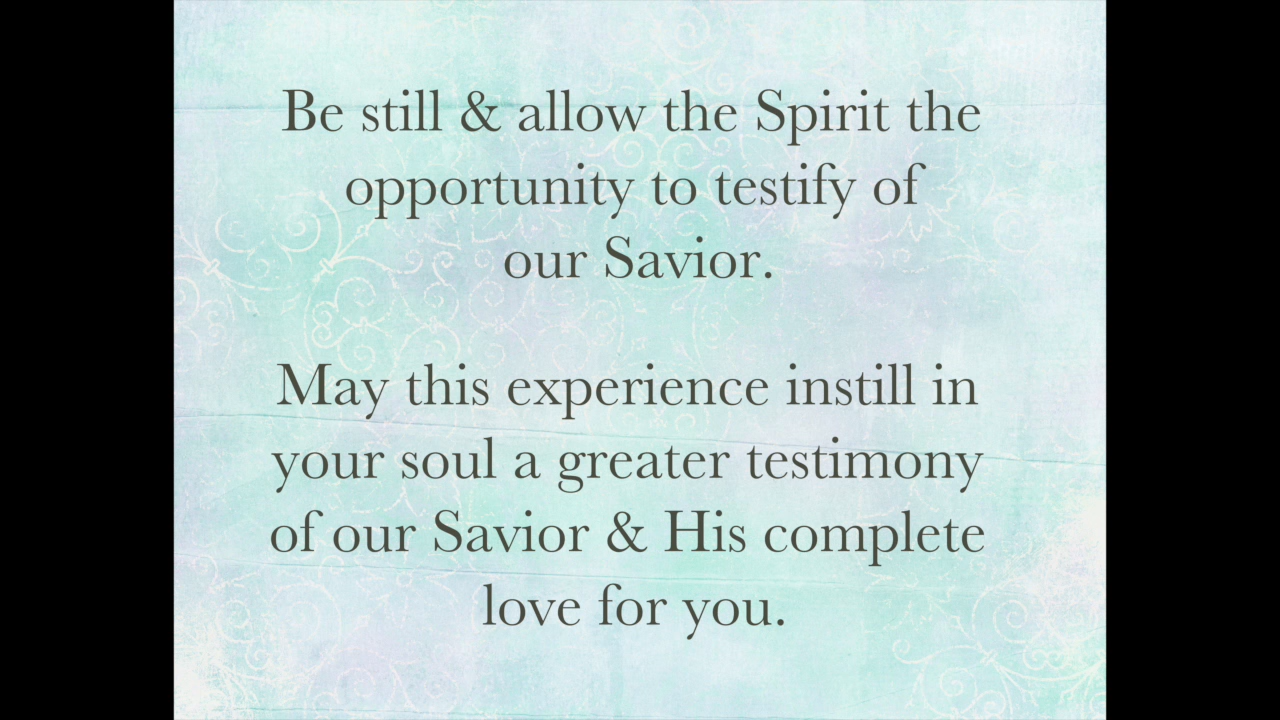 Be still & allow the Spirit the
opportunity to testify of
our Savior.
May this experience instill in
your soul a greater testimony
of our Savior & His complete
love for you.